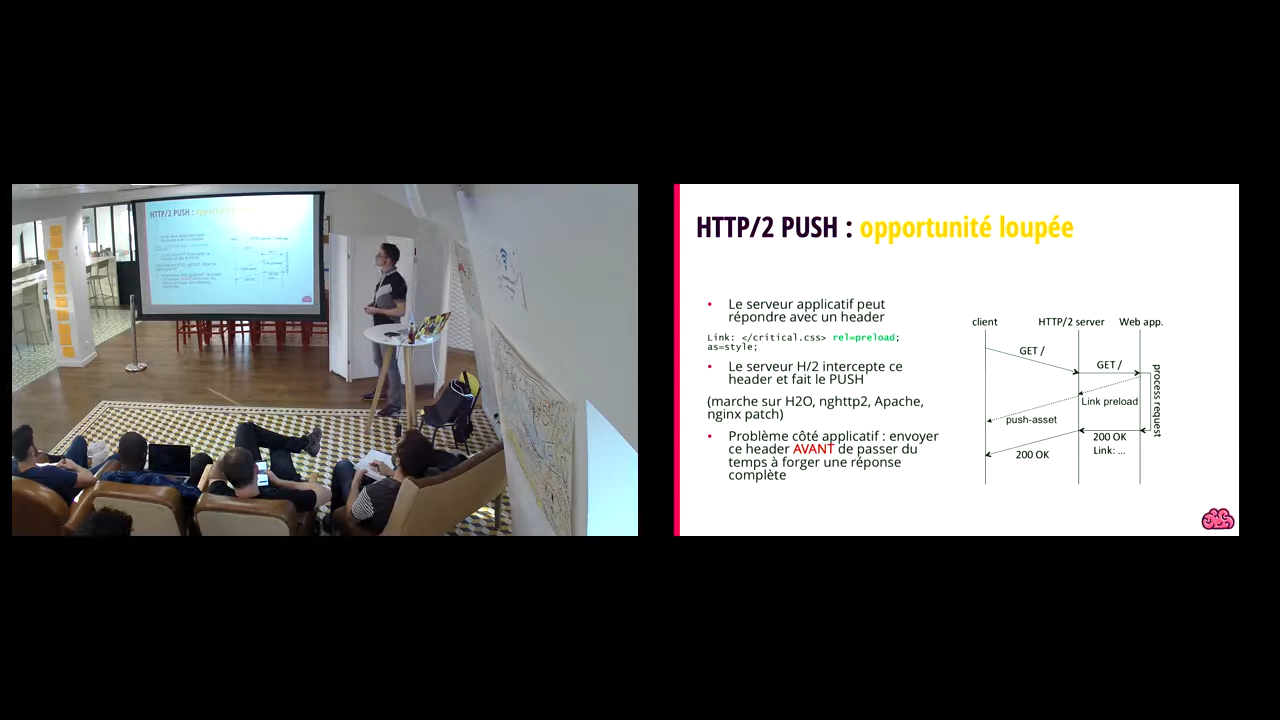 HTTP/2 PUSH : opportunité loupée
• Le serveur applicatif peut
répondre avec un header
Link: </critical.css> rel=preload;
as=style;
• Le serveur H/2 intercepte ce
header et fait le PUSH
(marche sur H2O, nghttp2, Apache,
nginx patch)
• Problème côté applicatif : envoyer
ce header AVANT de passer du
temps à forger une réponse
complète
client HTTP/2 server Web app.
GET /
GET /
process request
Link preload
push-asset
200 OK
Link: ...
200 OK
HTTP/2 PUSH :